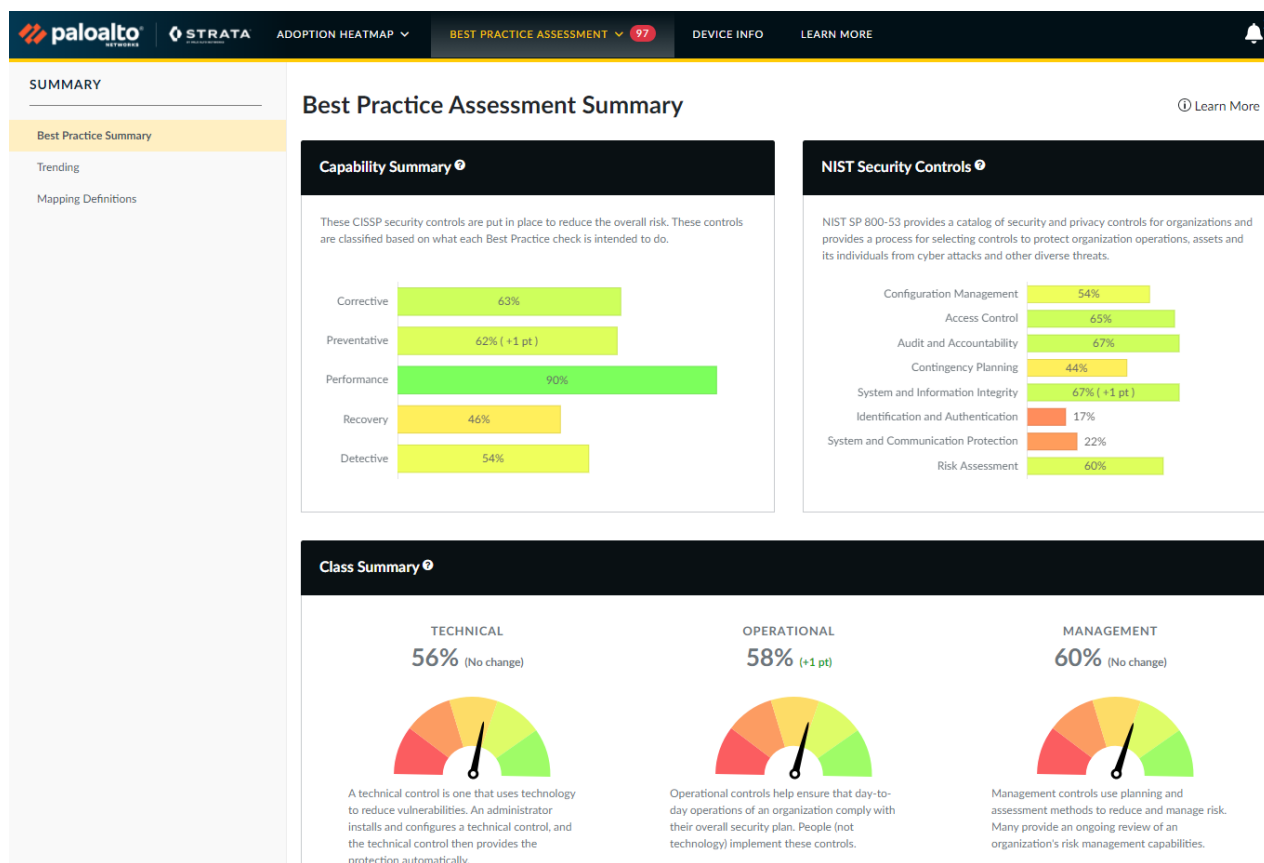 paloalto NETWORKS STRATA ADOPTION HEATMAP BEST PRACTICE ASSESSMENT 97 DEVICE INFO LEARN MORE
SUMMARY
Best Practice Summary
Trending
Mapping Definitions
Best Practice Assessment Summary
Learn More
Capability Summary
These CISSP security controls are put in place to reduce the overall risk. These controls
are classified based on what each Best Practice check is intended to do.
Corrective 63%
Preventative 62% ( +1 pt )
Performance 90%
Recovery 46%
Detective 54%
NIST Security Controls
NIST SP 800-53 provides a catalog of security and privacy controls for organizations and
provides a process for selecting controls to protect organization operations, assets and
its individuals from cyber attacks and other diverse threats.
Configuration Management 54%
Access Control 65%
Audit and Accountability 67%
Contingency Planning 44%
System and Information Integrity 67% ( +1 pt )
Identification and Authentication 17%
System and Communication Protection 22%
Risk Assessment 60%
Class Summary
TECHNICAL
56% (No change)
A technical control is one that uses technology
to reduce vulnerabilities. An administrator
installs and configures a technical control, and
the technical control then provides the
protection automatically.
OPERATIONAL
58% (+1 pt)
Operational controls help ensure that day-to-
day operations of an organization comply with
their overall security plan. People (not
technology) implement these controls.
MANAGEMENT
60% (No change)
Management controls use planning and
assessment methods to reduce and manage risk.
Many provide an ongoing review of an
organization's risk management capabilities.